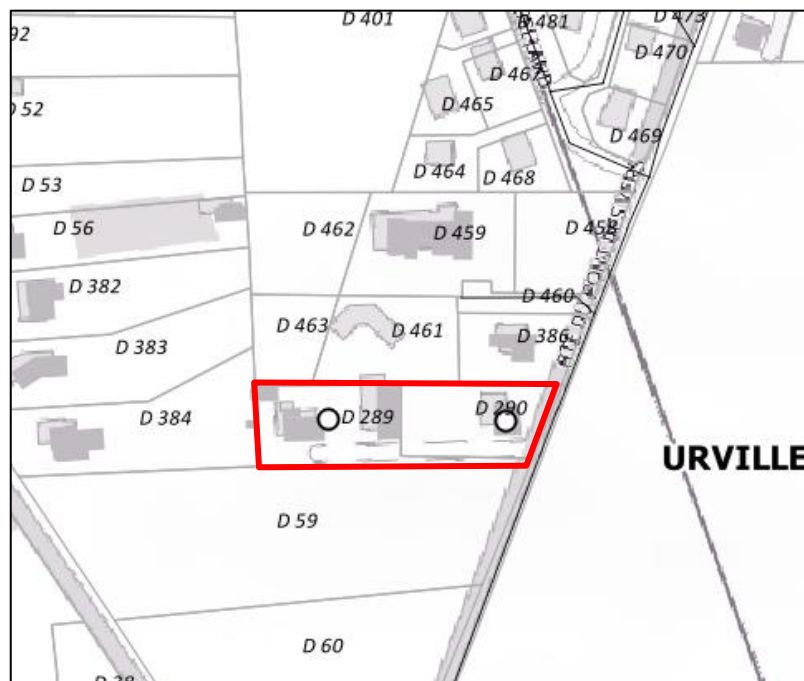 D 401
D 481
D 473
92
D 467
D 470
D 465
D 52
D 469
D 464
D 468
D 53
D 56
D 462
D 459
D 458
D 382
D 460
D 463
D 461
D 386
D 383
D 384
D 289
D 290
URVILLE
D 59
D 60